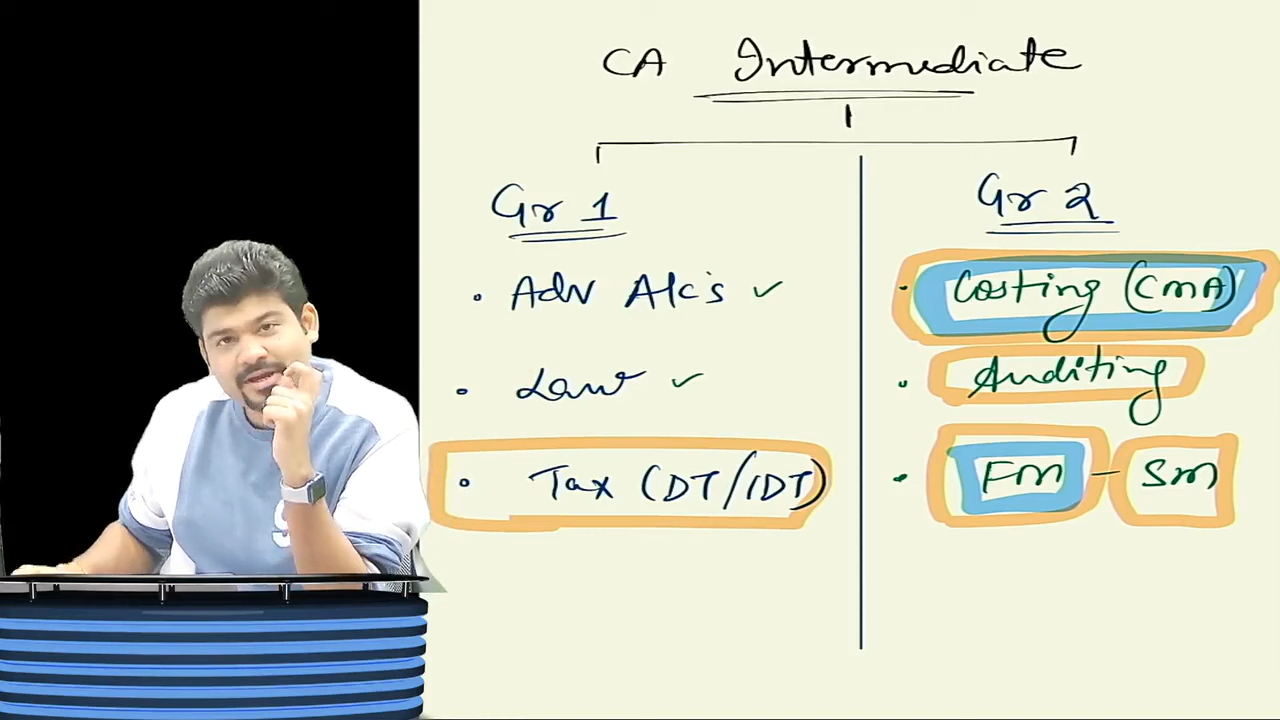 CA Intermediate
Gr 1
• Adv A/c's ✓
• Law ✓
• Tax (DT/IDT)
Gr 2
• Costing (CMA)
• Auditing
• FM - SM